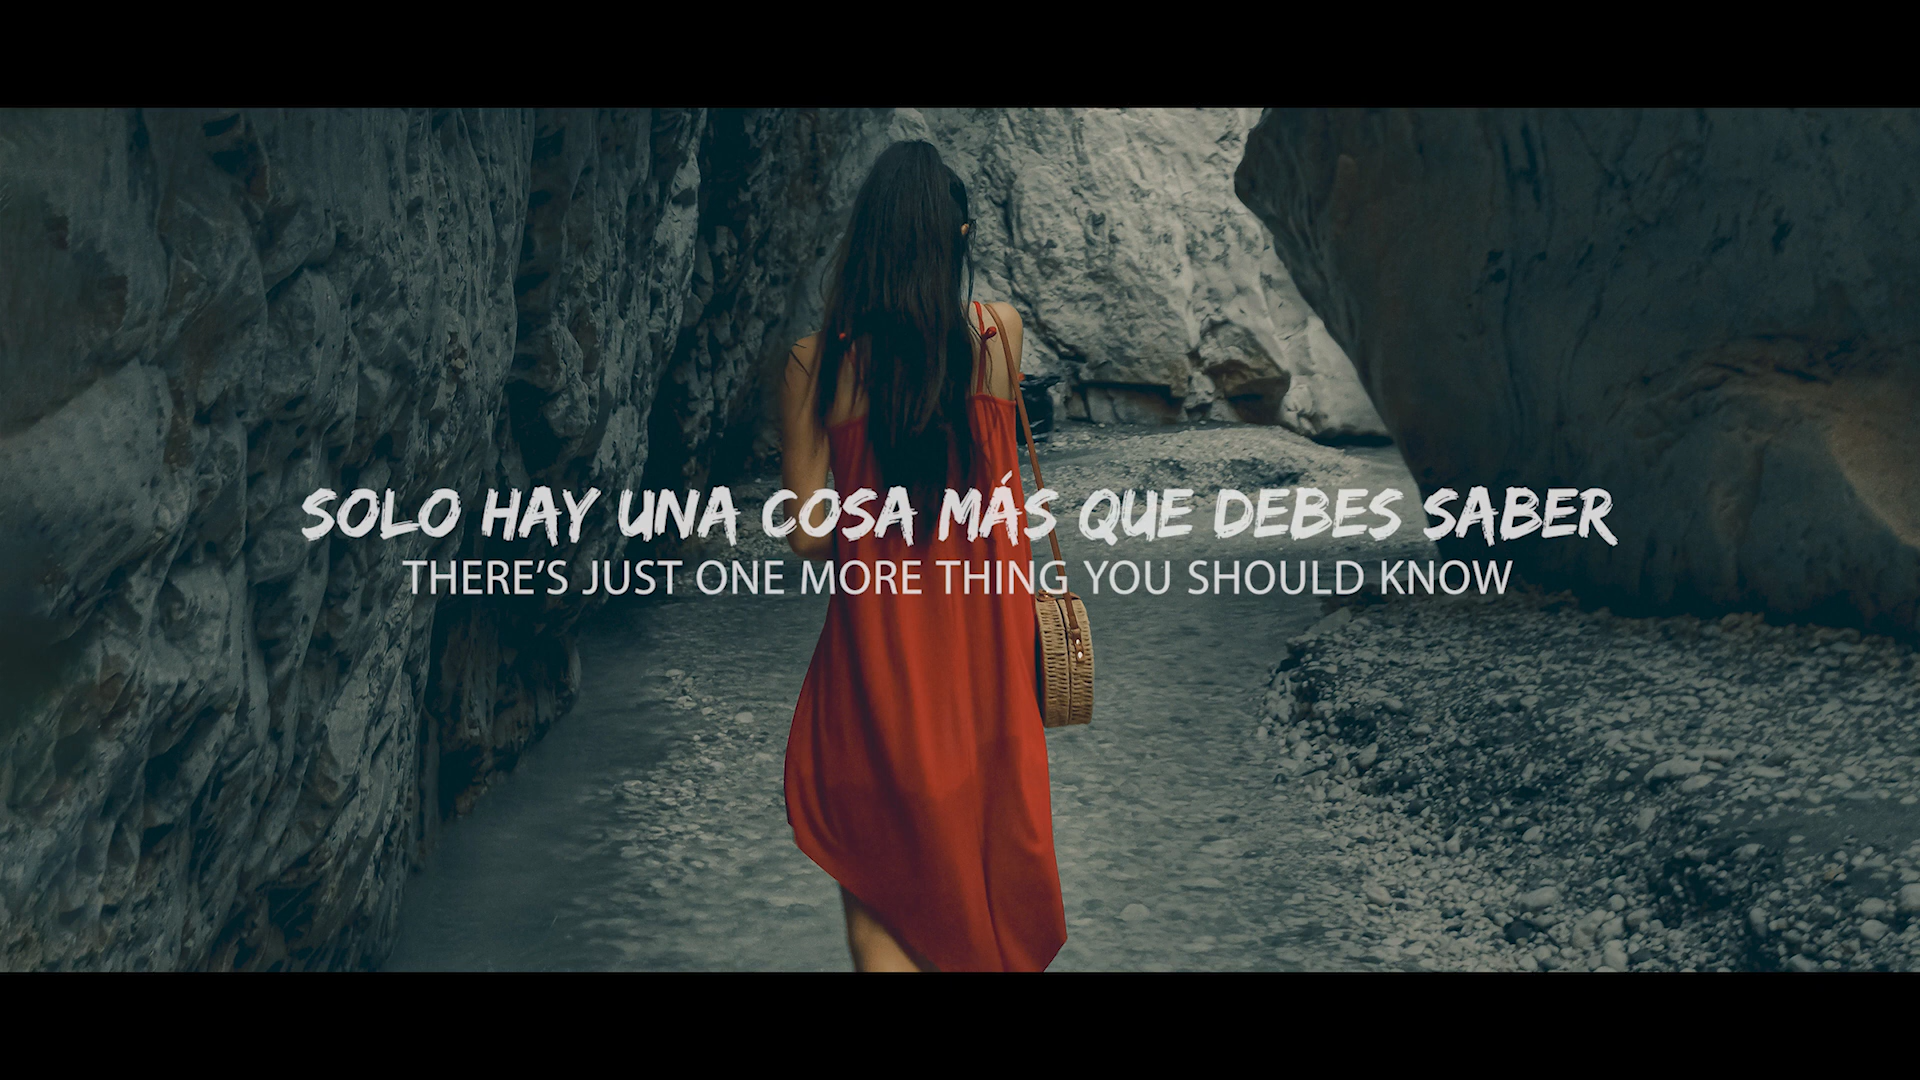 SOLO HAY UNA COSA MÁS QUE DEBES SABER
THERE'S JUST ONE MORE THING YOU SHOULD KNOW